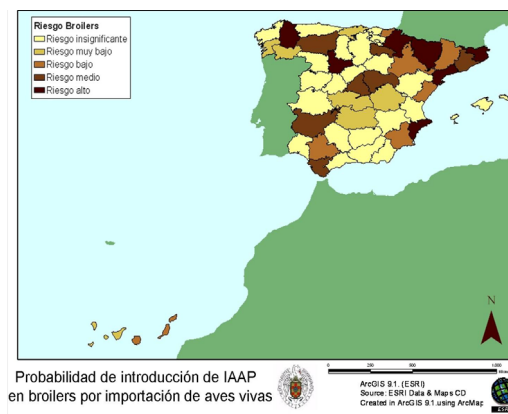 Riesgo Broilers
Riesgo insignificante
Riesgo muy bajo
Riesgo bajo
Riesgo medio
Riesgo alto
N
Probabilidad de introducción de IAAP
en broilers por importación de aves vivas
0 250 500 1.000
ArcGIS 9.1. (ESRI)
Source: ESRI Data & Maps CD
Created in ArcGIS 9.1 using ArcMap
ESRI